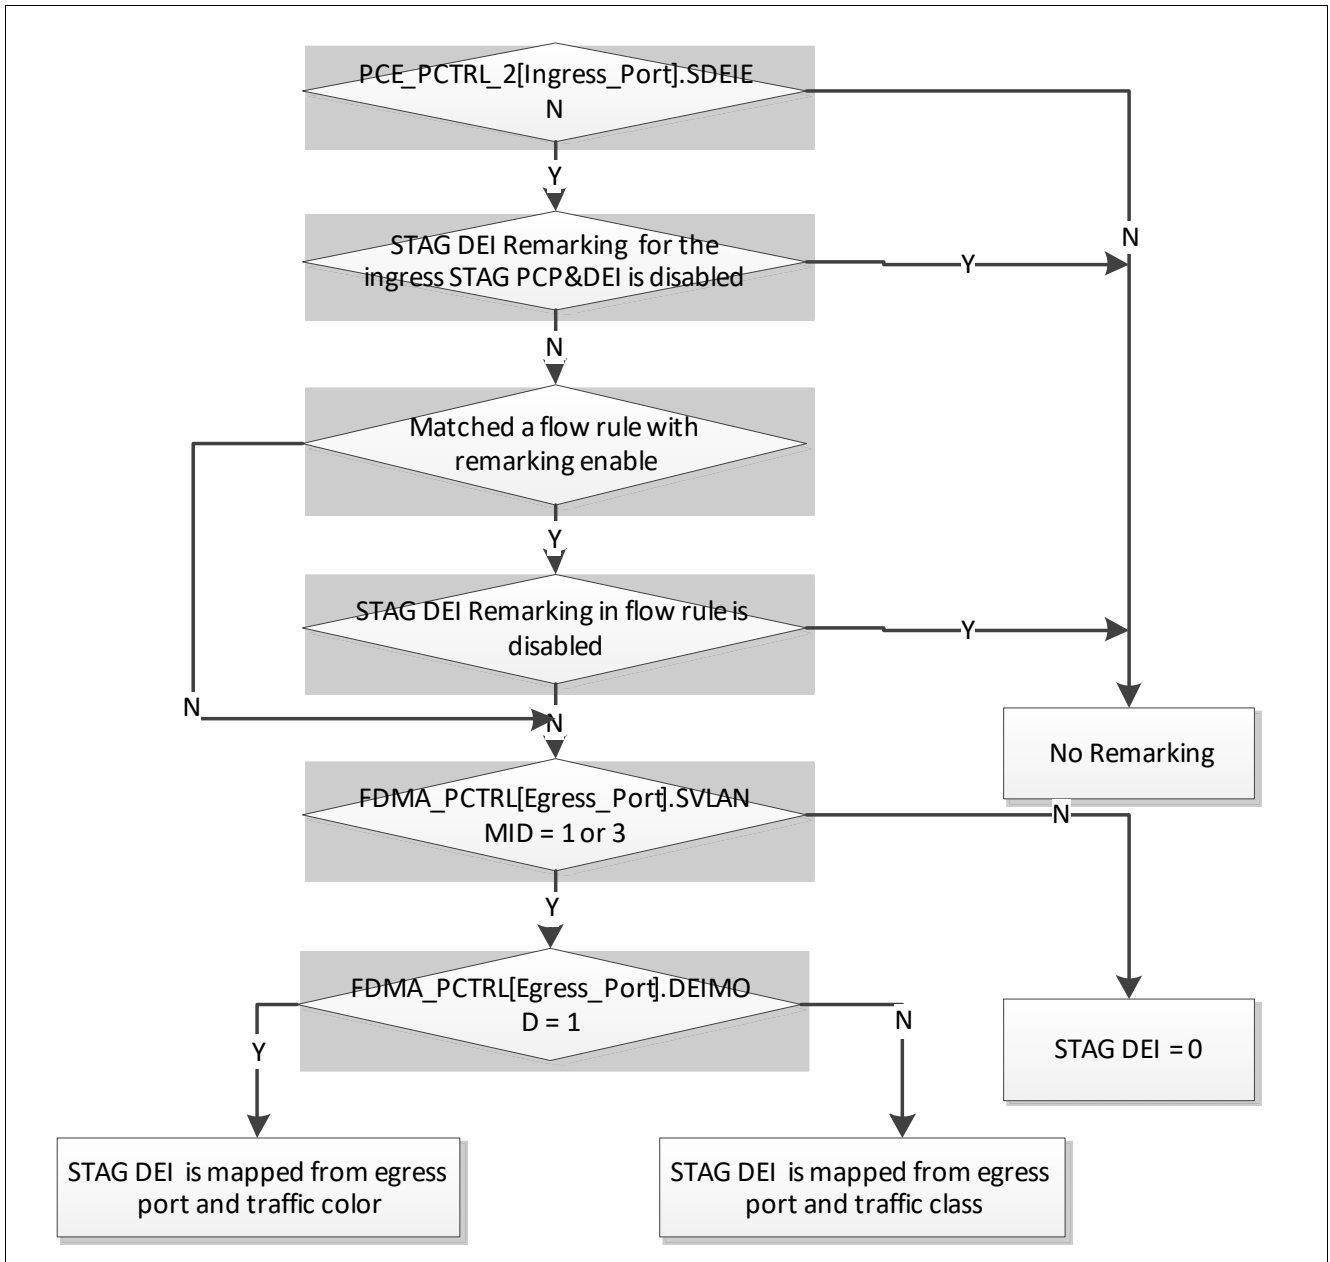 PCE_PCTRL_2[Ingress_Port].SDEIE
N
Y
N
STAG DEI Remarking for the
ingress STAG PCP&DEI is disabled
Y
N
Matched a flow rule with
remarking enable
Y
STAG DEI Remarking in flow rule is
disabled
Y
N
N
No Remarking
FDMA_PCTRL[Egress_Port].SVLAN
MID = 1 or 3
N
Y
FDMA_PCTRL[Egress_Port].DEIMO
D = 1
N
Y
STAG DEI = 0
STAG DEI is mapped from egress
port and traffic color
STAG DEI is mapped from egress
port and traffic class